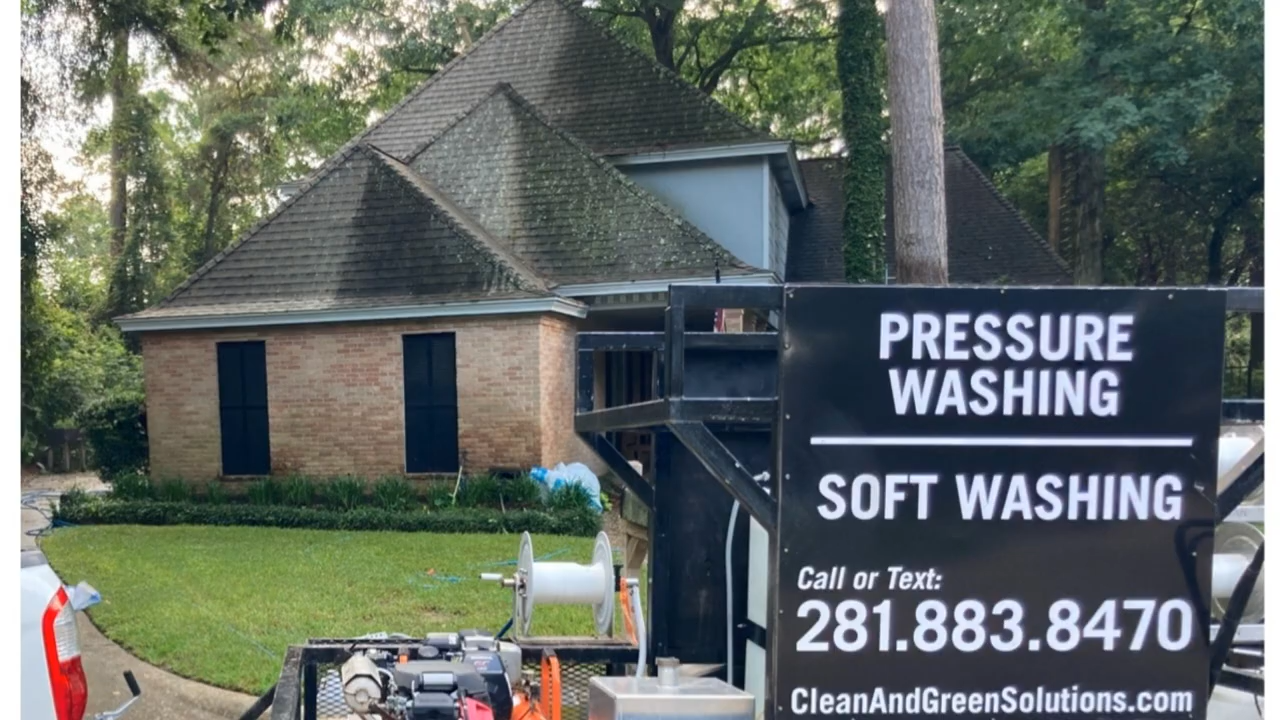 PRESSURE
WASHING
SOFT WASHING
Call or Text:
281.883.8470
CleanAndGreenSolutions.com